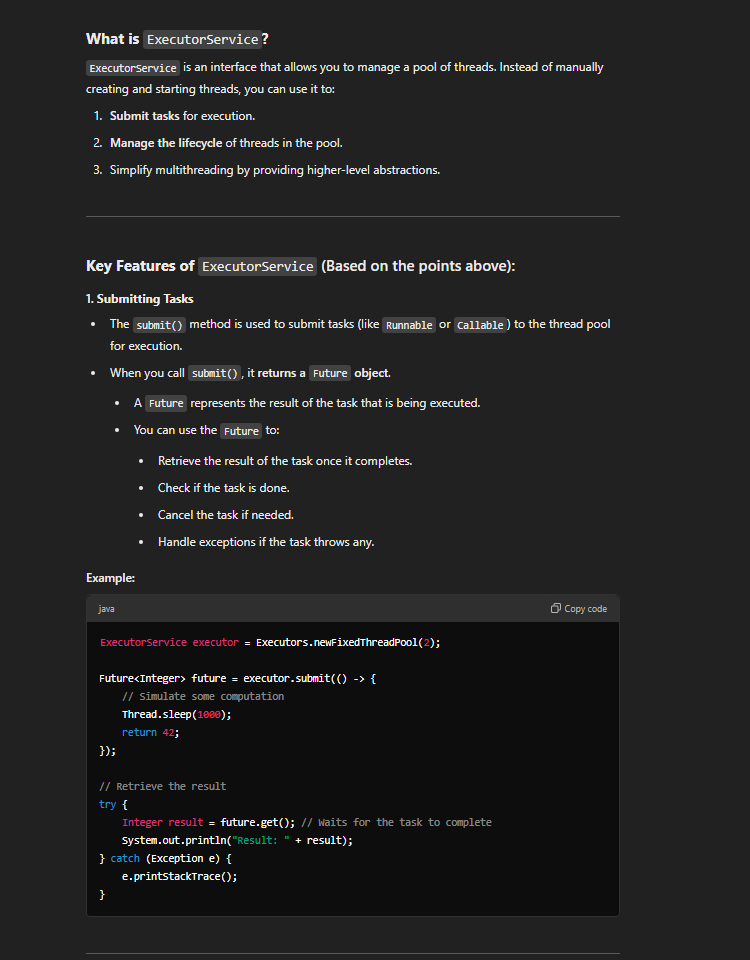 What is ExecutorService?
ExecutorService is an interface that allows you to manage a pool of threads. Instead of manually
creating and starting threads, you can use it to:
1. Submit tasks for execution.
2. Manage the lifecycle of threads in the pool.
3. Simplify multithreading by providing higher-level abstractions.
Key Features of ExecutorService (Based on the points above):
1. Submitting Tasks
• The submit() method is used to submit tasks (like Runnable or Callable) to the thread pool
for execution.
• When you call submit(), it returns a Future object.
• A Future represents the result of the task that is being executed.
• You can use the Future to:
• Retrieve the result of the task once it completes.
• Check if the task is done.
• Cancel the task if needed.
• Handle exceptions if the task throws any.
Example:
java Copy code
ExecutorService executor = Executors.newFixedThreadPool(2);
Future<Integer> future = executor.submit(() -> {
// Simulate some computation
Thread.sleep(1000);
return 42;
});
// Retrieve the result
try {
Integer result = future.get(); // Waits for the task to complete
System.out.println("Result: " + result);
} catch (Exception e) {
e.printStackTrace();
}